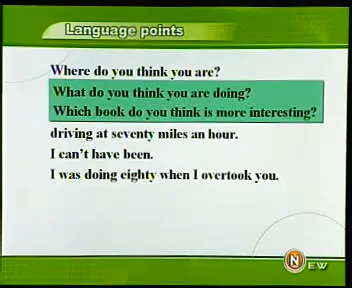 Language points
Where do you think you are?
What do you think you are doing?
Which book do you think is more interesting?
driving at seventy miles an hour.
I can't have been.
I was doing eighty when I overtook you.
NEW